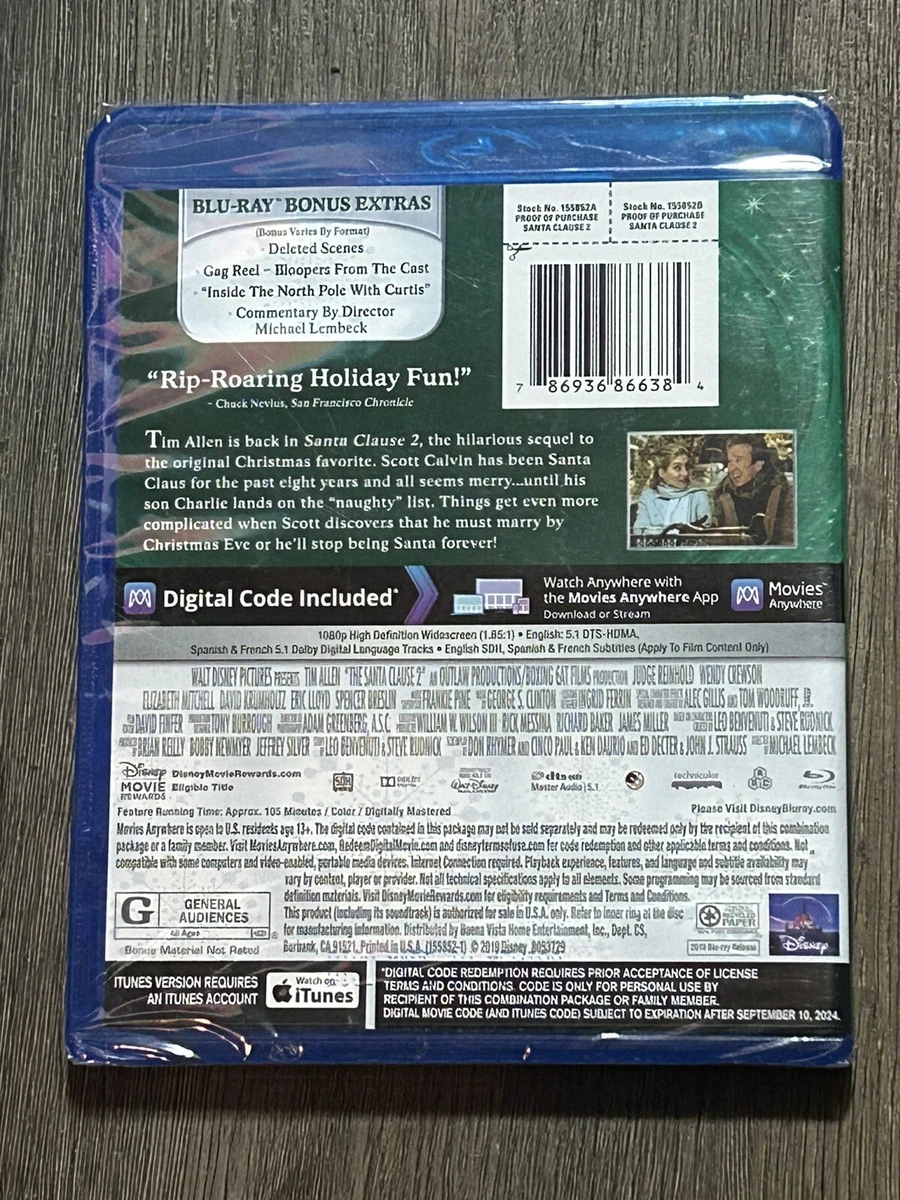 BLU-RAY™ BONUS EXTRAS
(Bonus Varies By Format)
· Deleted Scenes
· Gag Reel – Bloopers From The Cast
· "Inside The North Pole With Curtis"
· Commentary By Director
Michael Lembeck
Stock No. 155052A
PROOF OF PURCHASE
SANTA CLAUSE 2
Stock No. 155052B
PROOF OF PURCHASE
SANTA CLAUSE 2
7 86936 86638 4
"Rip-Roaring Holiday Fun!"
– Chuck Nevius, San Francisco Chronicle
Tim Allen is back in Santa Clause 2, the hilarious sequel to
the original Christmas favorite. Scott Calvin has been Santa
Claus for the past eight years and all seems merry...until his
son Charlie lands on the "naughty" list. Things get even more
complicated when Scott discovers that he must marry by
Christmas Eve or he'll stop being Santa forever!
Digital Code Included*
Watch Anywhere with
the Movies Anywhere App
Download or Stream
Movies™
Anywhere
1080p High Definition Widescreen (1.85:1) • English: 5.1 DTS-HDMA,
Spanish & French 5.1 Dolby Digital Language Tracks • English SDH, Spanish & French Subtitles (Apply To Film Content Only)
WALT DISNEY PICTURES PRESENTS TIM ALLEN "THE SANTA CLAUSE 2" AN OUTLAW PRODUCTIONS/BOXING CAT FILMS PRODUCTION JUDGE REINHOLD WENDY CREWSON
ELIZABETH MITCHELL DAVID KRUMHOLTZ ERIC LLOYD SPENCER BRESLIN FRANKIE PINE GEORGE S. CLINTON INGRID FERRIN ALEC GILLIS AND TOM WOODRUFF, JR.
DAVID FINFER TONY BURROUGH ADAM GREENBERG, A.S.C. WILLIAM W. WILSON III RICK MESSINA RICHARD BAKER JAMES MILLER LEO BENVENUTI & STEVE RUDNICK
BRIAN REILLY BOBBY NEWMYER JEFFREY SILVER LEO BENVENUTI & STEVE RUDNICK DON RHYMER AND CINCO PAUL & KEN DAURIO AND ED DECTER & JOHN J. STRAUSS MICHAEL LEMBECK
Disney
MOVIE
REWARDS
DisneyMovieRewards.com
Eligible Title
SDH
WALT DISNEY
dts-HD
Master Audio | 5.1
technicolor
Blu-ray Disc
Feature Running Time: Approx. 105 Minutes / Color / Digitally Mastered
Please Visit DisneyBluray.com
Movies Anywhere is open to U.S. residents age 13+. The digital code contained in this package may not be sold separately and may be redeemed only by the recipient of this combination
package or a family member. Visit MoviesAnywhere.com, RedeemDigitalMovie.com and disneytermsofuse.com for code redemption and other applicable terms and conditions. Not
compatible with some computers and video-enabled, portable media devices. Internet Connection required. Playback experience, features, and language and subtitle availability may
vary by content, player or provider. Not all technical specifications apply to all elements. Some programming may be sourced from standard
definition materials. Visit DisneyMovieRewards.com for eligibility requirements and Terms and Conditions.
This product (including its soundtrack) is authorized for sale in U.S.A. only. Refer to inner ring of the disc
for manufacturing information. Distributed by Buena Vista Home Entertainment, Inc., Dept. CS,
Burbank, CA 91521. Printed in U.S.A. (155052-1) © 2019 Disney
G
GENERAL
AUDIENCES
All Ages
Bonus Material Not Rated
RECYCLED
PAPER
2019 Blu-ray Release
Disney
ITUNES VERSION REQUIRES
AN ITUNES ACCOUNT
Watch on
iTunes
*DIGITAL CODE REDEMPTION REQUIRES PRIOR ACCEPTANCE OF LICENSE
TERMS AND CONDITIONS. CODE IS ONLY FOR PERSONAL USE BY
RECIPIENT OF THIS COMBINATION PACKAGE OR FAMILY MEMBER.
DIGITAL MOVIE CODE (AND ITUNES CODE) SUBJECT TO EXPIRATION AFTER SEPTEMBER 10, 2024.